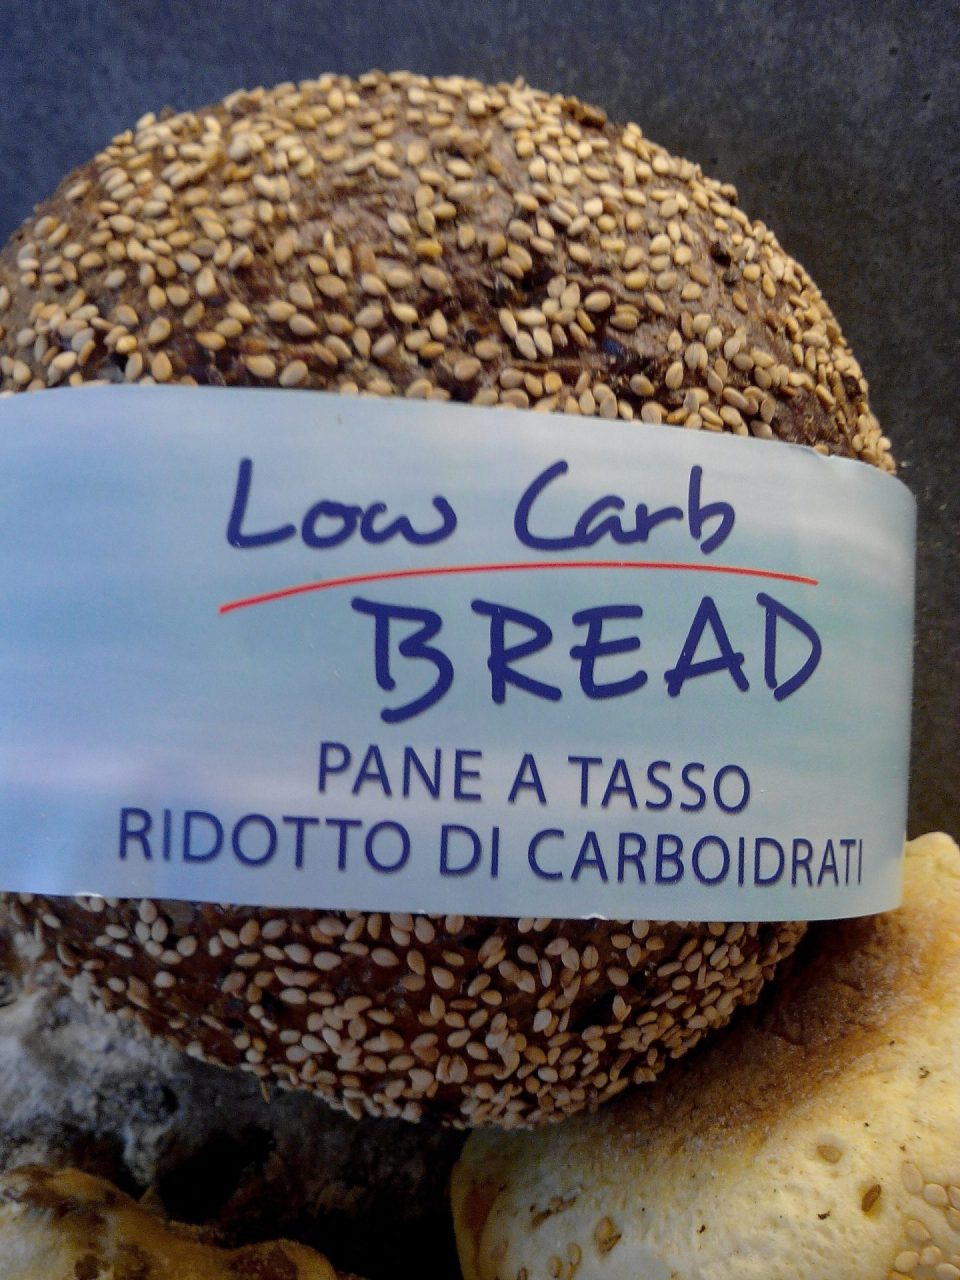 Low Carb
BREAD
PANE A TASSO
RIDOTTO DI CARBOIDRATI